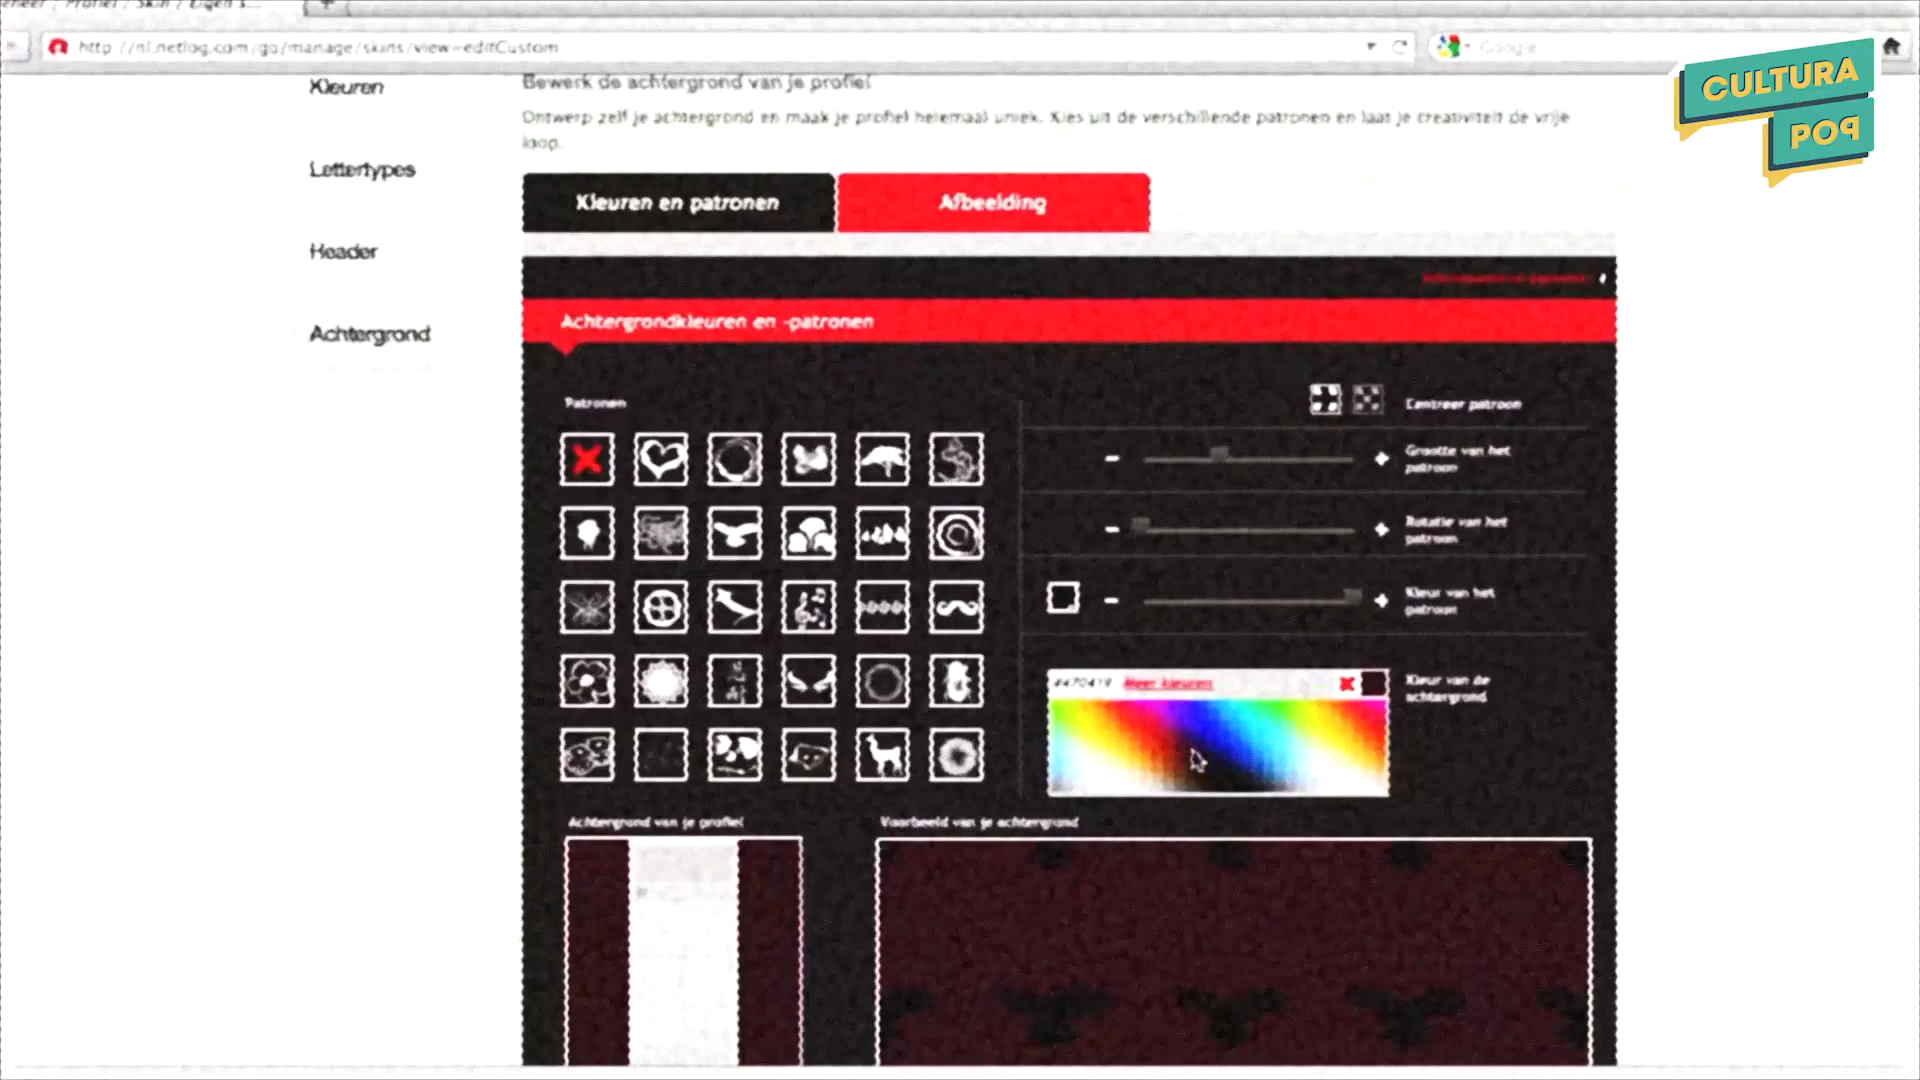 http://nl.netlog.com/go/manage/skins/view=editCustom
Google
CULTURA
POP
Kleuren
Bewerk de achtergrond van je profiel
Ontwerp zelf je achtergrond en maak je profiel helemaal uniek. Kies uit de verschillende patronen en laat je creativiteit de vrije
loop.
Lettertypes
Kleuren en patronen
Afbeelding
Header
Achtergrondkleuren en -patronen
Achtergrond
Patronen
Centreer patroon
Grootte van het
patroon
Rotatie van het
patroon
Kleur van het
patroon
#470419
Meer kleuren
Kleur van de
achtergrond
Achtergrond van je profiel
Voorbeeld van je achtergrond